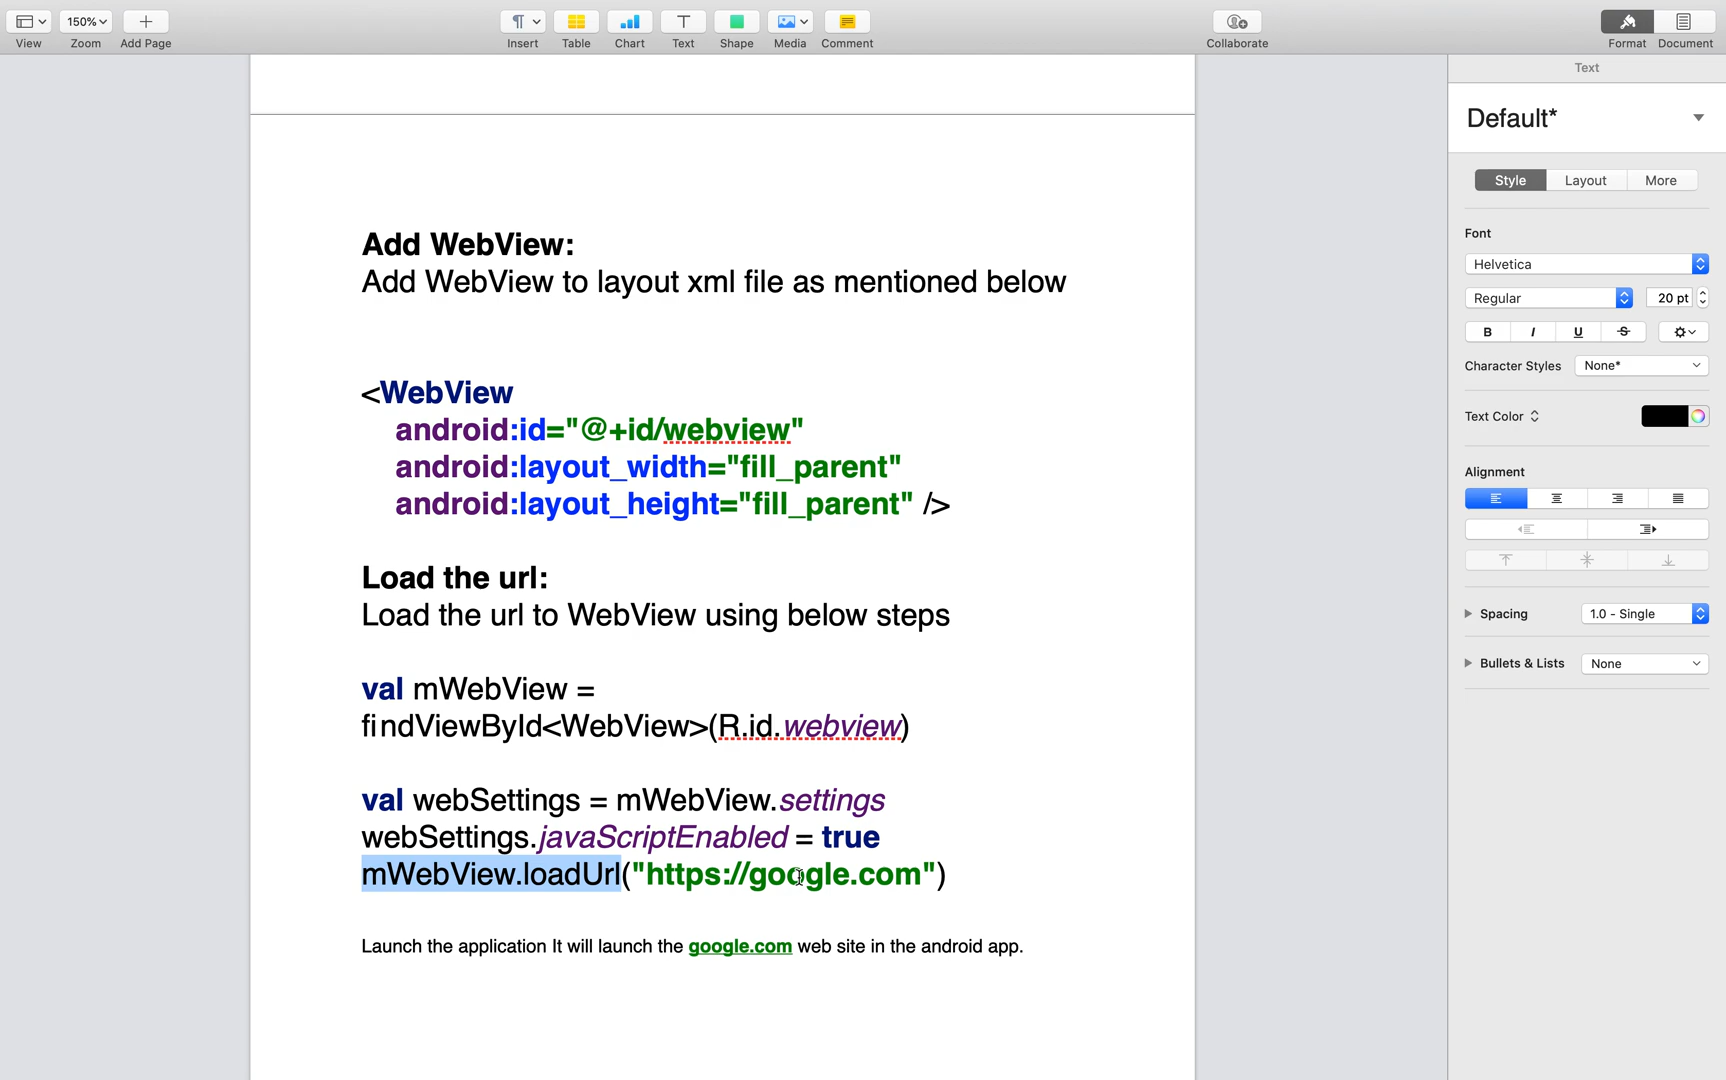 150%
View
Zoom
Add Page
Insert
Table
Chart
Text
Shape
Media
Comment
Collaborate
Format
Document
Text
Default*
Style
Layout
More
Font
Helvetica
Regular
20 pt
B
I
U
S
Character Styles
None*
Text Color
Alignment
Spacing
1.0 - Single
Bullets & Lists
None
Add WebView:
Add WebView to layout xml file as mentioned below
<WebView
android:id="@+id/webview"
android:layout_width="fill_parent"
android:layout_height="fill_parent" />
Load the url:
Load the url to WebView using below steps
val mWebView =
findViewById<WebView>(R.id.webview)
val webSettings = mWebView.settings
webSettings.javaScriptEnabled = true
mWebView.loadUrl("https://google.com")
Launch the application It will launch the google.com web site in the android app.